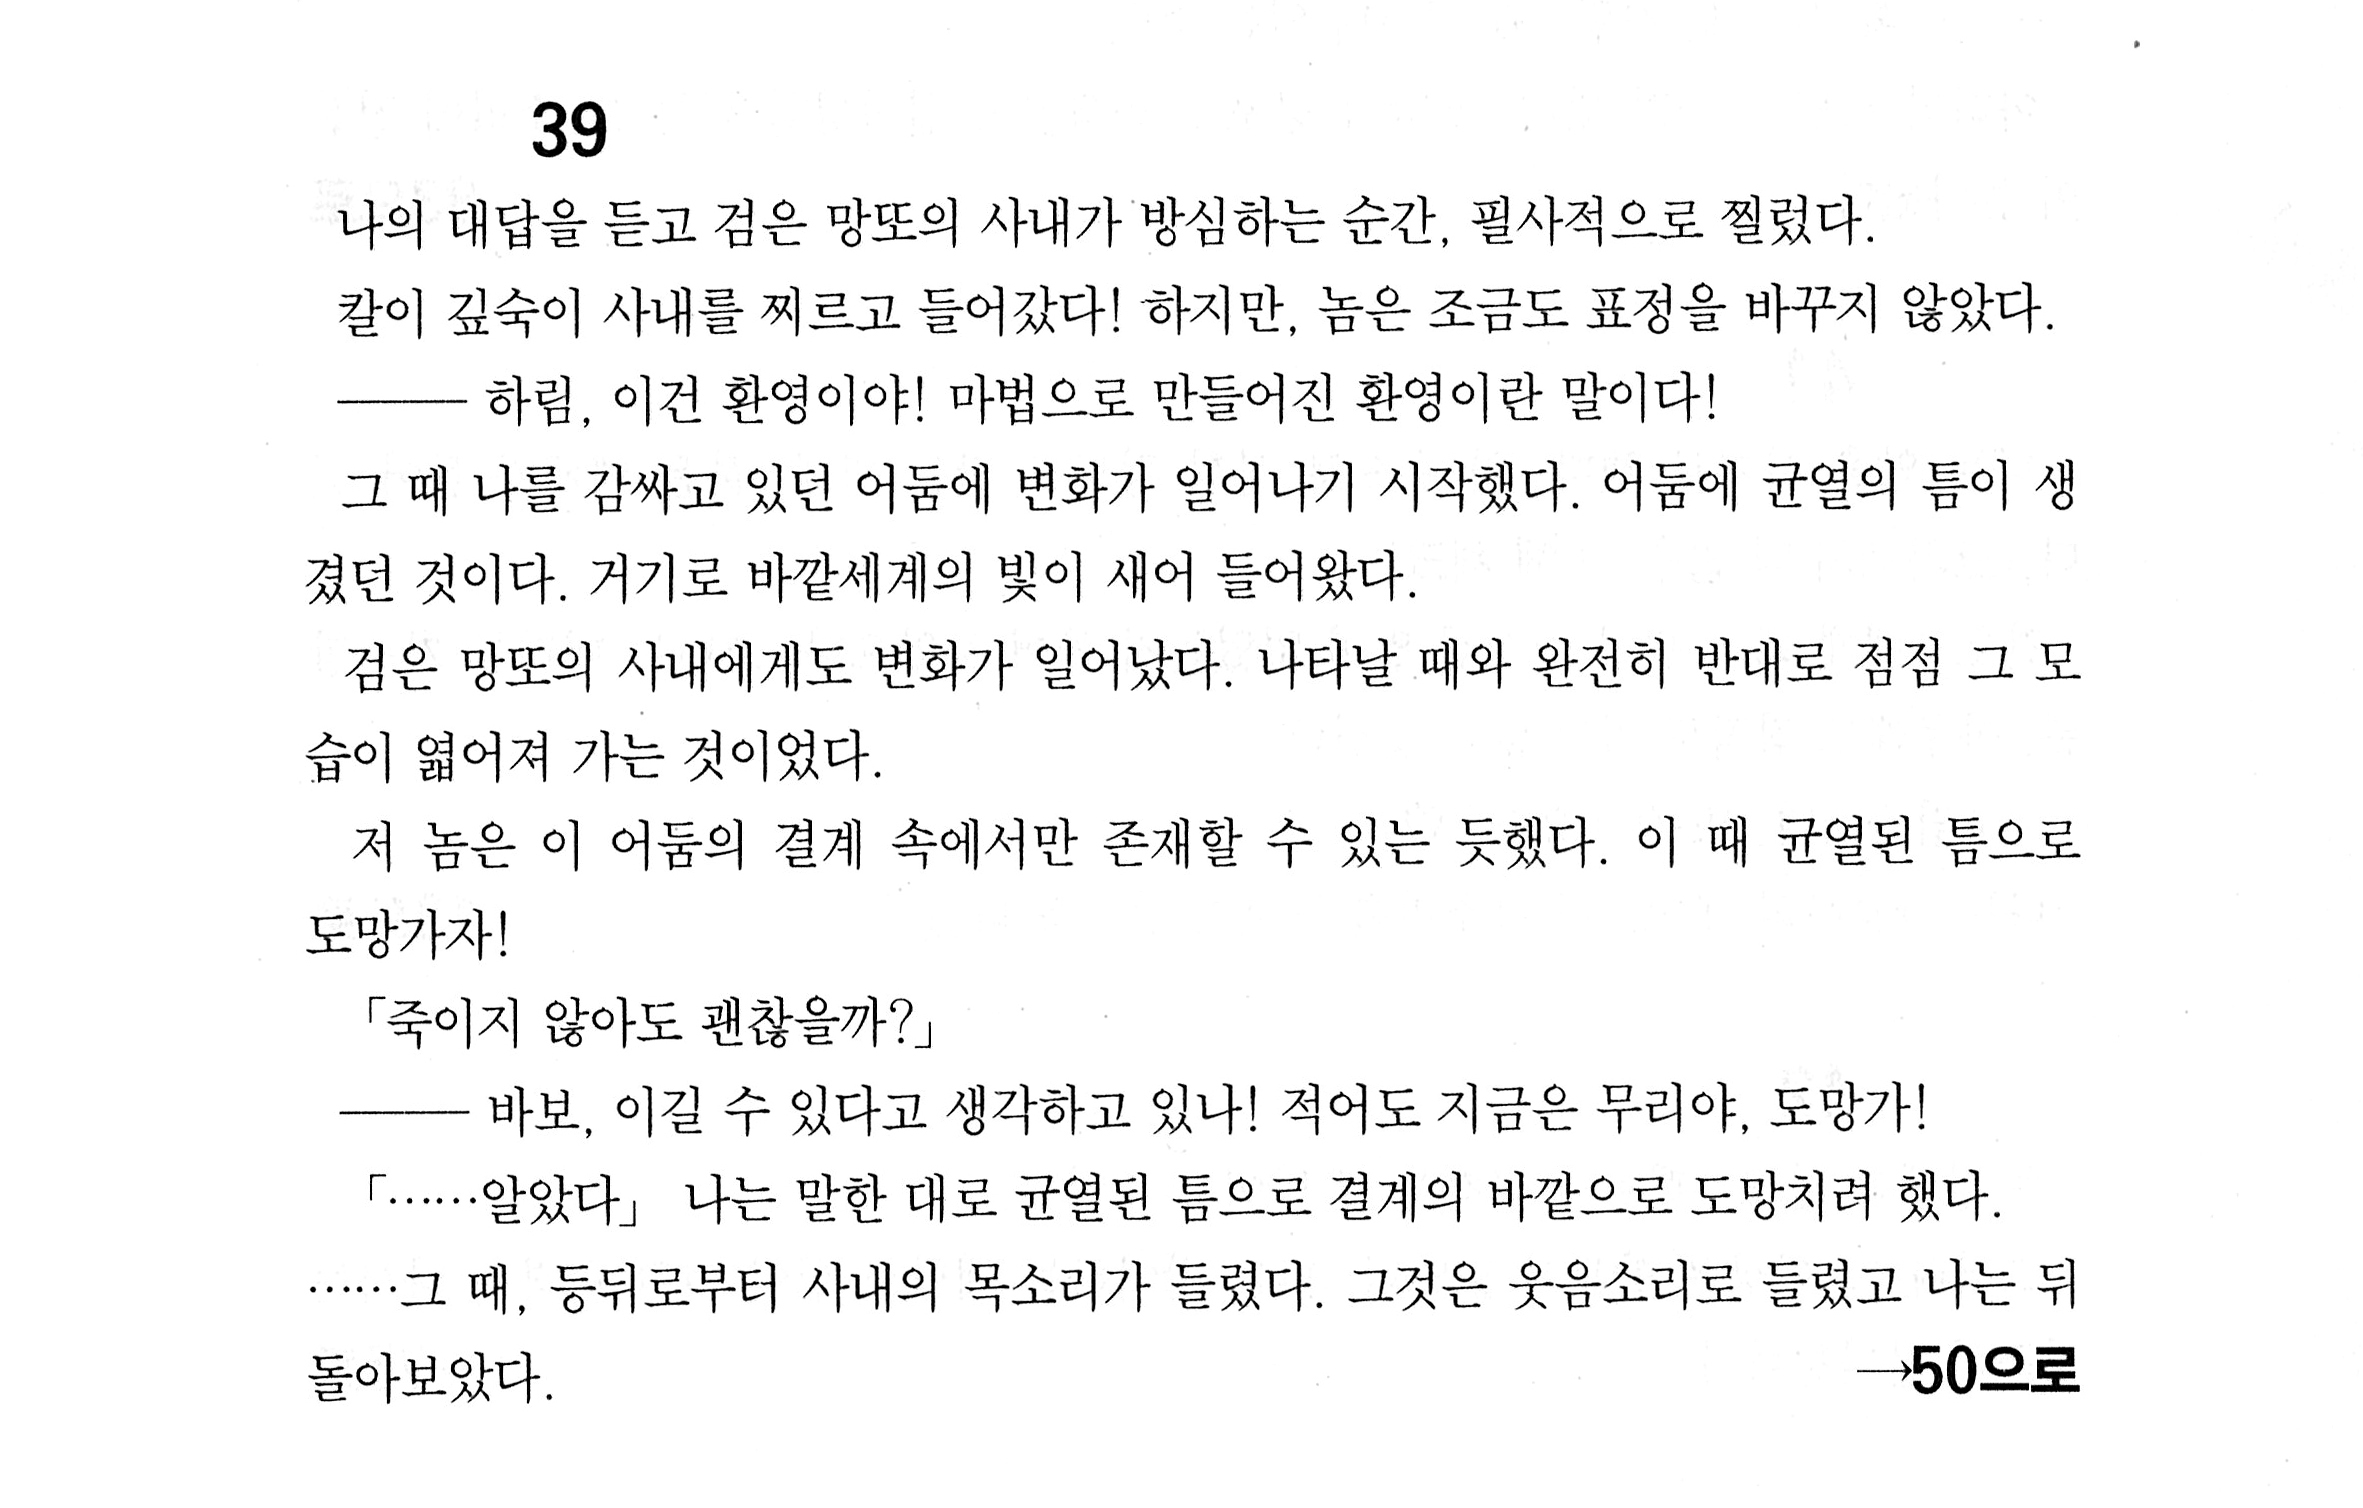 39
나의 대답을 듣고 검은 망또의 사내가 방심하는 순간, 필사적으로 찔렀다.
칼이 깊숙이 사내를 찌르고 들어갔다! 하지만, 놈은 조금도 표정을 바꾸지 않았다.
─── 하림, 이건 환영이야! 마법으로 만들어진 환영이란 말이다!
그 때 나를 감싸고 있던 어둠에 변화가 일어나기 시작했다. 어둠에 균열의 틈이 생
겼던 것이다. 거기로 바깥세계의 빛이 새어 들어왔다.
검은 망또의 사내에게도 변화가 일어났다. 나타날 때와 완전히 반대로 점점 그 모
습이 엷어져 가는 것이었다.
저 놈은 이 어둠의 결계 속에서만 존재할 수 있는 듯했다. 이 때 균열된 틈으로
도망가자!
「죽이지 않아도 괜찮을까?」
─── 바보, 이길 수 있다고 생각하고 있나! 적어도 지금은 무리야, 도망가!
「……알았다」 나는 말한 대로 균열된 틈으로 결계의 바깥으로 도망치려 했다.
……그 때, 등뒤로부터 사내의 목소리가 들렸다. 그것은 웃음소리로 들렸고 나는 뒤
돌아보았다. →50으로